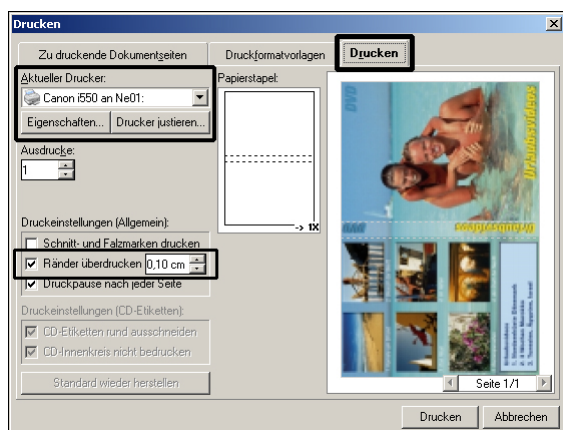 Drucken
Zu druckende Dokumentseiten
Druckformatvorlagen
Drucken
Aktueller Drucker:
Canon i550 an Ne01:
Eigenschaften...
Drucker justieren...
Ausdrucke:
1
Druckeinstellungen (Allgemein):
Schnitt- und Falzmarken drucken
Ränder überdrucken 0,10 cm
Druckpause nach jeder Seite
Druckeinstellungen (CD-Etiketten):
CD-Etiketten rund ausschneiden
CD-Innenkreis nicht bedrucken
Standard wieder herstellen
Papierstapel:
-> 1X
DVD
Urlaubsvideos
DVD
Urlaubsvideos
Seite 1/1
Drucken
Abbrechen